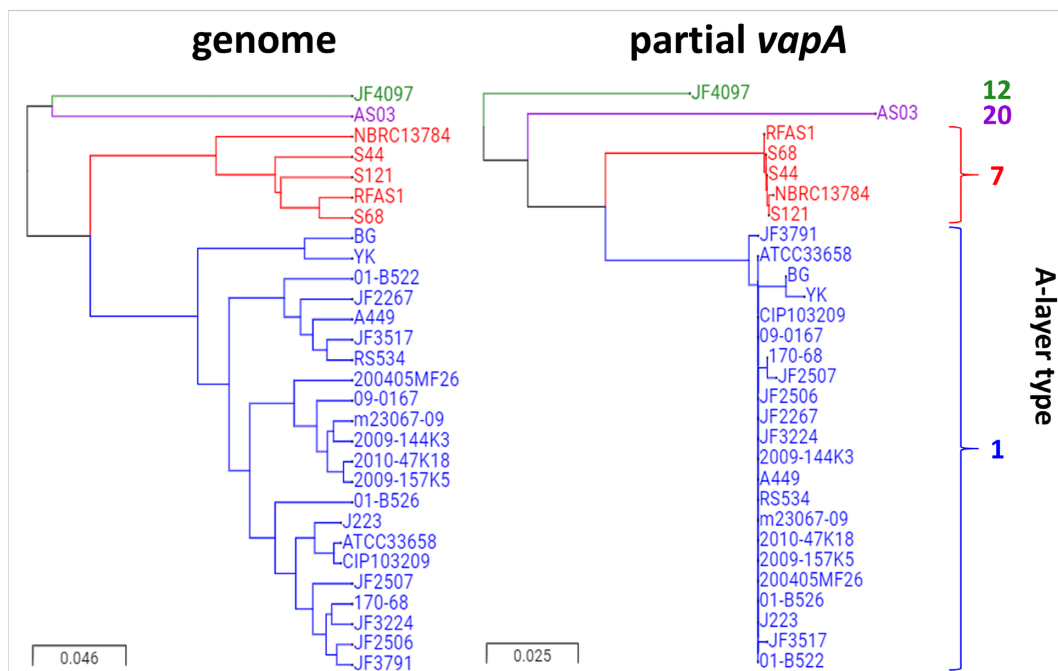 genome
partial vapA
JF4097
AS03
NBRC13784
S44
S121
RFAS1
S68
BG
YK
01-B522
JF2267
A449
JF3517
RS534
200405MF26
09-0167
m23067-09
2009-144K3
2010-47K18
2009-157K5
01-B526
J223
ATCC33658
CIP103209
JF2507
170-68
JF3224
JF2506
JF3791
0.046
JF4097
AS03
RFAS1
S68
S44
NBRC13784
S121
JF3791
ATCC33658
BG
YK
CIP103209
09-0167
170-68
JF2507
JF2506
JF2267
JF3224
2009-144K3
A449
RS534
m23067-09
2010-47K18
2009-157K5
200405MF26
01-B526
J223
JF3517
01-B522
0.025
12
20
7
1
A-layer type